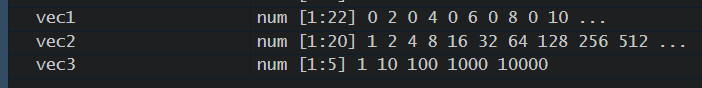 vec1 num [1:22] 0 2 0 4 0 6 0 8 0 10 ...
vec2 num [1:20] 1 2 4 8 16 32 64 128 256 512 ...
vec3 num [1:5] 1 10 100 1000 10000